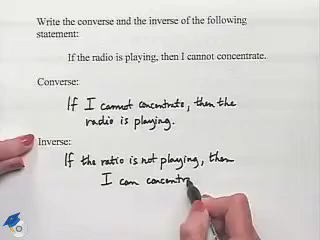 Write the converse and the inverse of the following
statement:
If the radio is playing, then I cannot concentrate.
Converse:
If I cannot concentrate, then the
radio is playing.
Inverse:
If the ratio is not playing, then
I can concentra